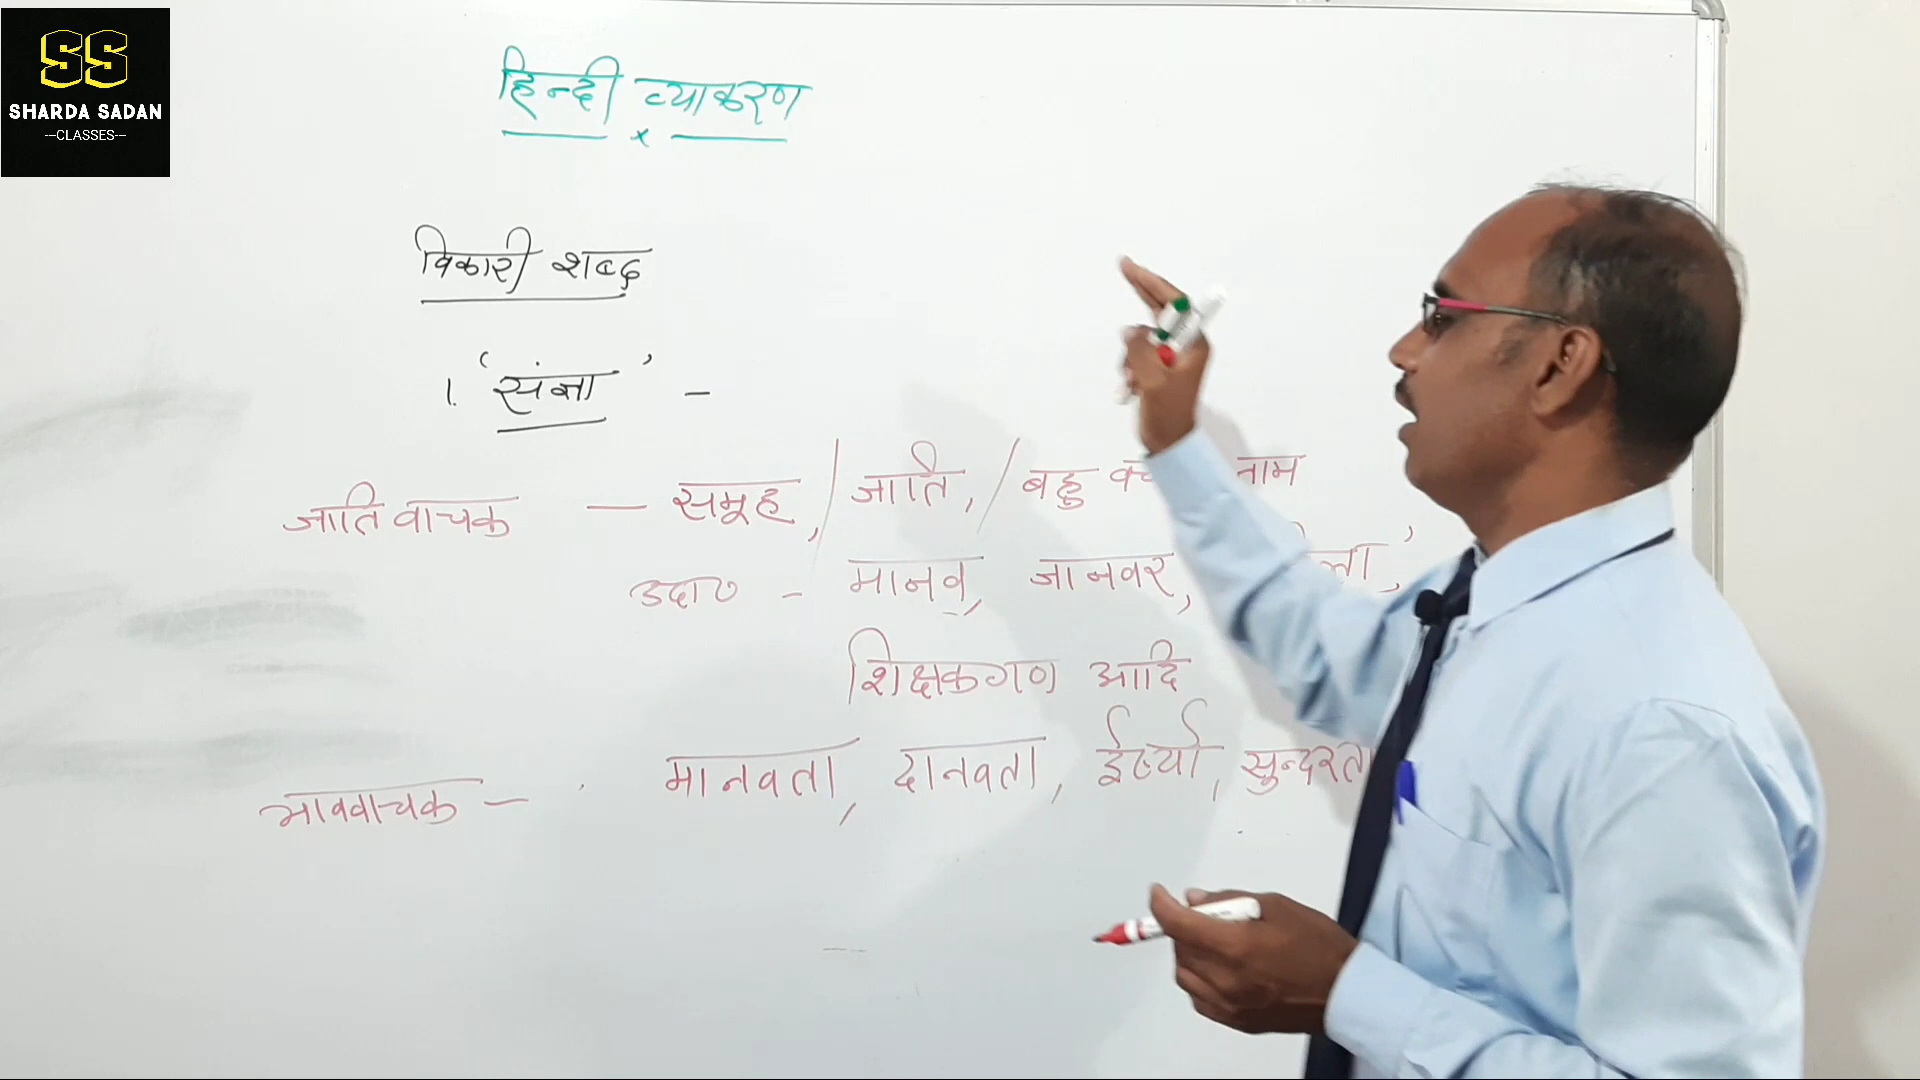 SS
SHARDA SADAN
---CLASSES---
हिन्दी व्याकरण
x
विकारी शब्द
1. 'संज्ञा' -
जातिवाचक — समूह, / जाति, / बहु नाम
उदा० - मानव, जानवर,
शिक्षकगण आदि
भाववाचक - मानवता, दानवता, ईर्ष्या, सुन्दरता